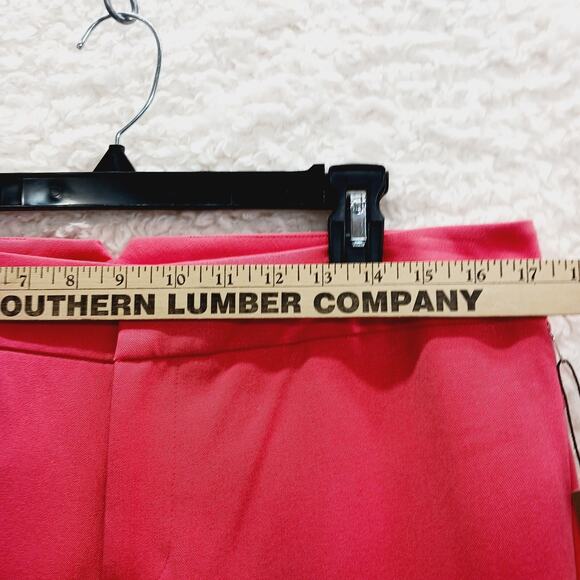 7 8 9 10 11 12 13 14 15 16 17
OUTHERN LUMBER COMPANY